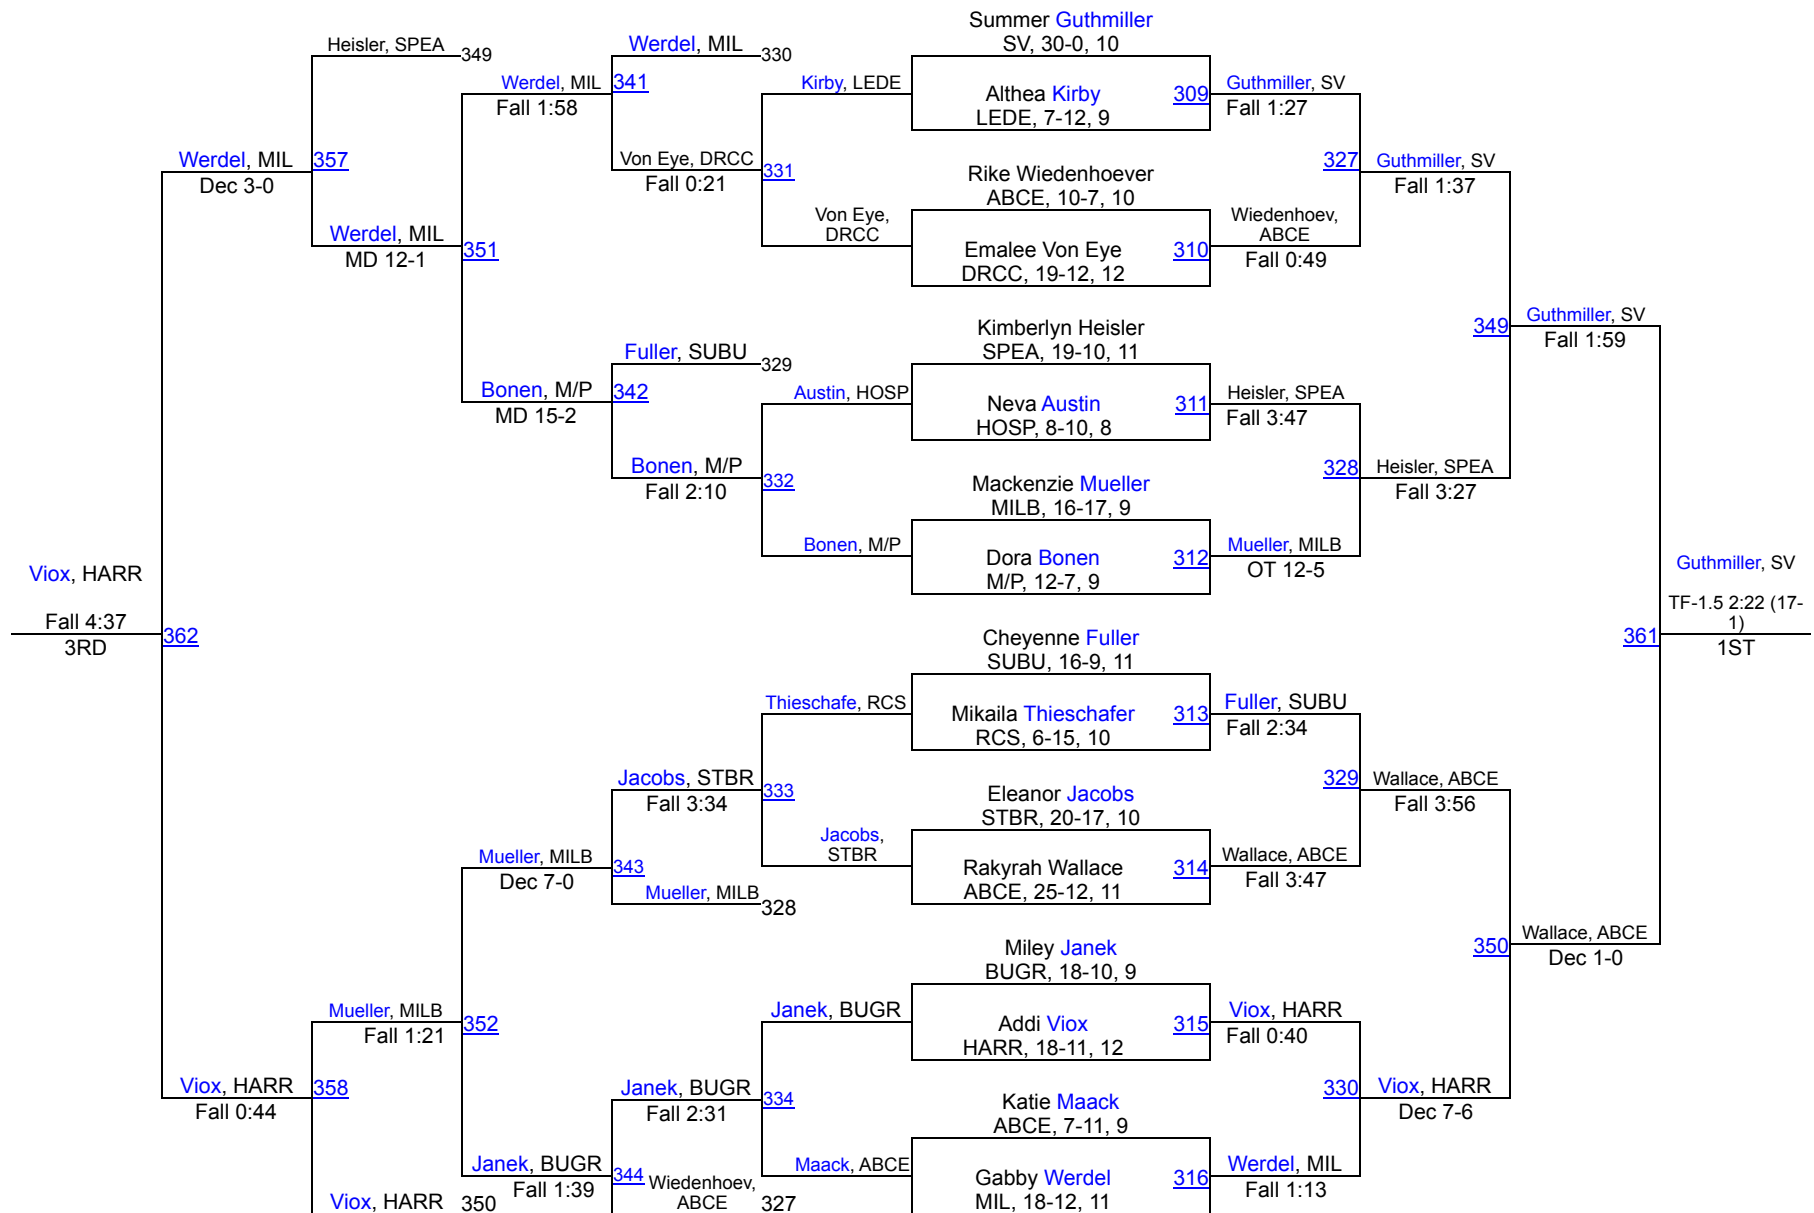 Summer Guthmiller
SV, 30-0, 10
Heisler, SPEA
349
Werdel, MIL
330
Werdel, MIL
341
Fall 1:58
Kirby, LEDE
Althea Kirby
309
LEDE, 7-12, 9
Guthmiller, SV
Fall 1:27
Werdel, MIL
357
Dec 3-0
Von Eye, DRCC
331
Fall 0:21
Rike Wiedenhoever
ABCE, 10-7, 10
327
Guthmiller, SV
Fall 1:37
Von Eye,
DRCC
Wiedenhoev,
ABCE
Werdel, MIL
351
MD 12-1
Emalee Von Eye
310
DRCC, 19-12, 12
Fall 0:49
Kimberlyn Heisler
SPEA, 19-10, 11
349
Guthmiller, SV
Fall 1:59
Fuller, SUBU
329
Bonen, M/P
342
MD 15-2
Austin, HOSP
Neva Austin
311
HOSP, 8-10, 8
Heisler, SPEA
Fall 3:47
Bonen, M/P
332
Fall 2:10
Mackenzie Mueller
MILB, 16-17, 9
328
Heisler, SPEA
Fall 3:27
Bonen, M/P
Dora Bonen
312
M/P, 12-7, 9
Mueller, MILB
OT 12-5
Viox, HARR
Fall 4:37
362
3RD
Guthmiller, SV
TF-1.5 2:22 (17-
1)
361
1ST
Cheyenne Fuller
SUBU, 16-9, 11
Thieschafe, RCS
Mikaila Thieschafer
313
RCS, 6-15, 10
Fuller, SUBU
Fall 2:34
Jacobs, STBR
333
Fall 3:34
Eleanor Jacobs
STBR, 20-17, 10
329
Wallace, ABCE
Fall 3:56
Jacobs,
STBR
Mueller, MILB
343
Dec 7-0
Rakyrah Wallace
314
ABCE, 25-12, 11
Wallace, ABCE
Fall 3:47
Mueller, MILB
328
Miley Janek
BUGR, 18-10, 9
350
Wallace, ABCE
Dec 1-0
Mueller, MILB
352
Fall 1:21
Janek, BUGR
Addi Viox
315
HARR, 18-11, 12
Viox, HARR
Fall 0:40
Viox, HARR
358
Fall 0:44
Janek, BUGR
334
Fall 2:31
Katie Maack
ABCE, 7-11, 9
330
Viox, HARR
Dec 7-6
Janek, BUGR
344
Fall 1:39
Maack, ABCE
Gabby Werdel
316
MIL, 18-12, 11
Werdel, MIL
Fall 1:13
Viox, HARR
350
Wiedenhoev,
ABCE
327